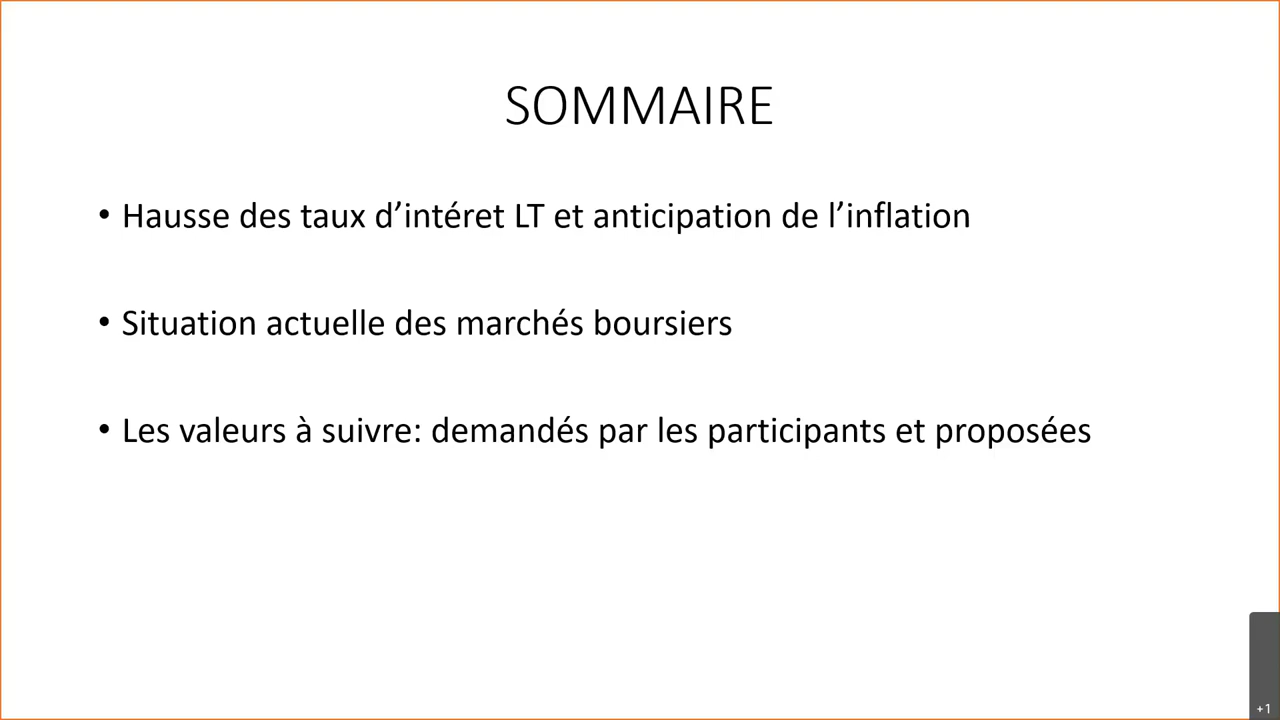 SOMMAIRE
• Hausse des taux d’intéret LT et anticipation de l’inflation
• Situation actuelle des marchés boursiers
• Les valeurs à suivre: demandés par les participants et proposées
+1